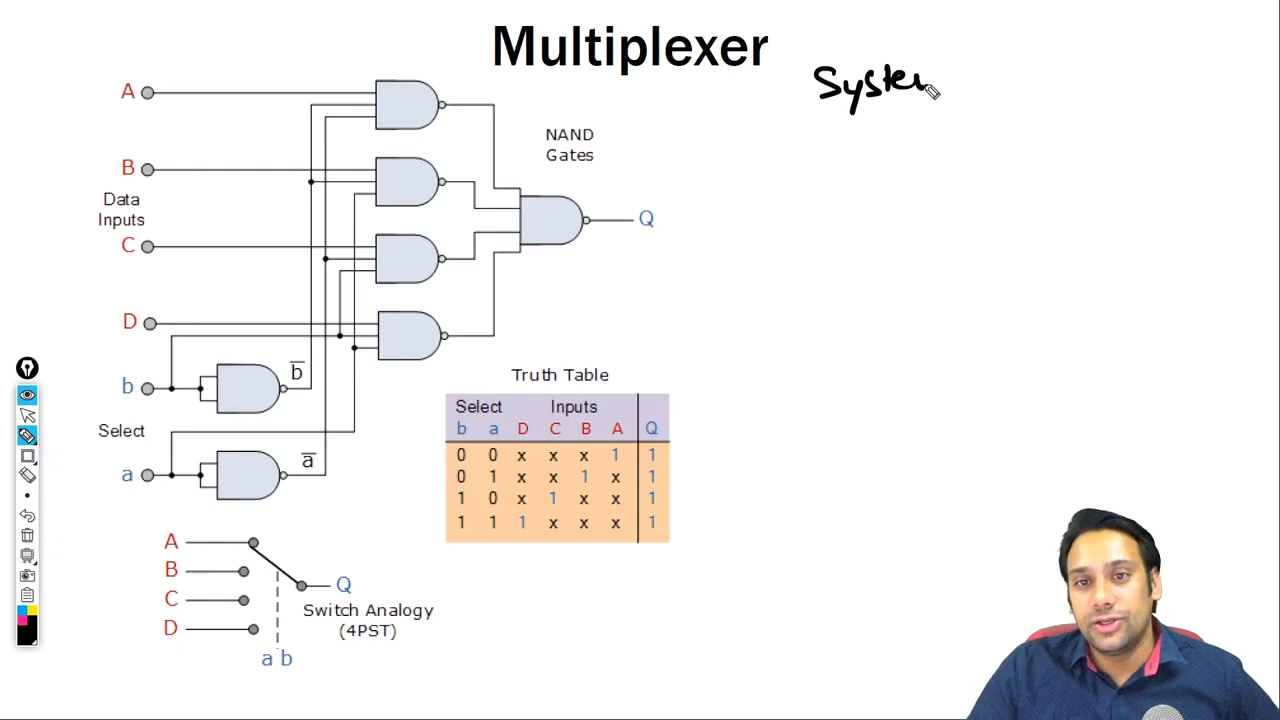 Multiplexer
Syste
A
B
Data
Inputs
C
D
b
b̅
Select
a
a̅
NAND
Gates
Q
Truth Table
Select Inputs
b a D C B A Q
0 0 x x x 1 1
0 1 x x 1 x 1
1 0 x 1 x x 1
1 1 1 x x x 1
A
B
C
D
Q
Switch Analogy
(4PST)
a b